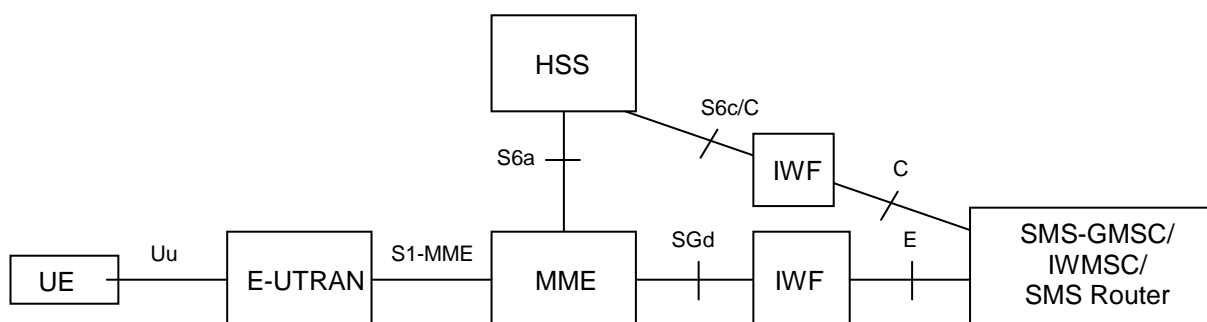 HSS
S6c/C
S6a
IWF
C
SMS-GMSC/
IWMSC/
SMS Router
Uu
S1-MME
SGd
E
UE
E-UTRAN
MME
IWF